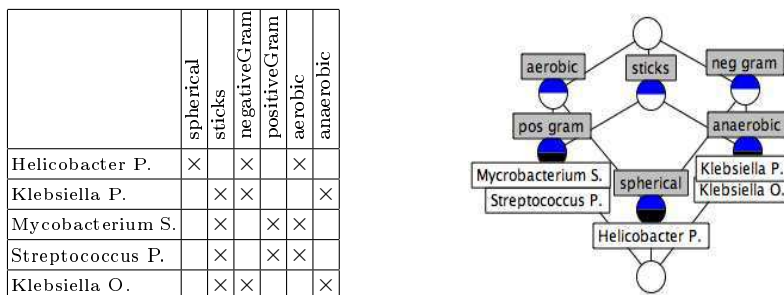 spherical sticks negativeGram positiveGram aerobic anaerobic
Helicobacter P. × × ×
Klebsiella P. × × ×
Mycobacterium S. × × ×
Streptococcus P. × × ×
Klebsiella O. × × ×
aerobic sticks neg gram
pos gram anaerobic
Mycrobacterium S.
Streptococcus P.
spherical
Klebsiella P.
Klebsiella O.
Helicobacter P.